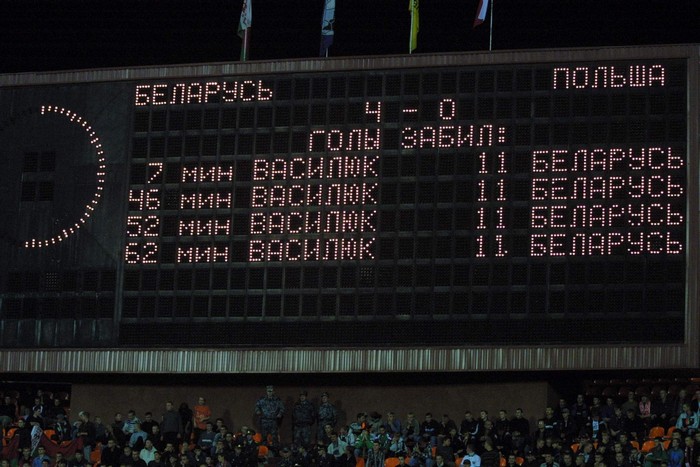 БЕЛАРУСЬ ПОЛЬША
4 - 0
ГОЛЫ ЗАБИЛ:
7 МИН ВАСИЛЮК 11 БЕЛАРУСЬ
46 МИН ВАСИЛЮК 11 БЕЛАРУСЬ
52 МИН ВАСИЛЮК 11 БЕЛАРУСЬ
62 МИН ВАСИЛЮК 11 БЕЛАРУСЬ